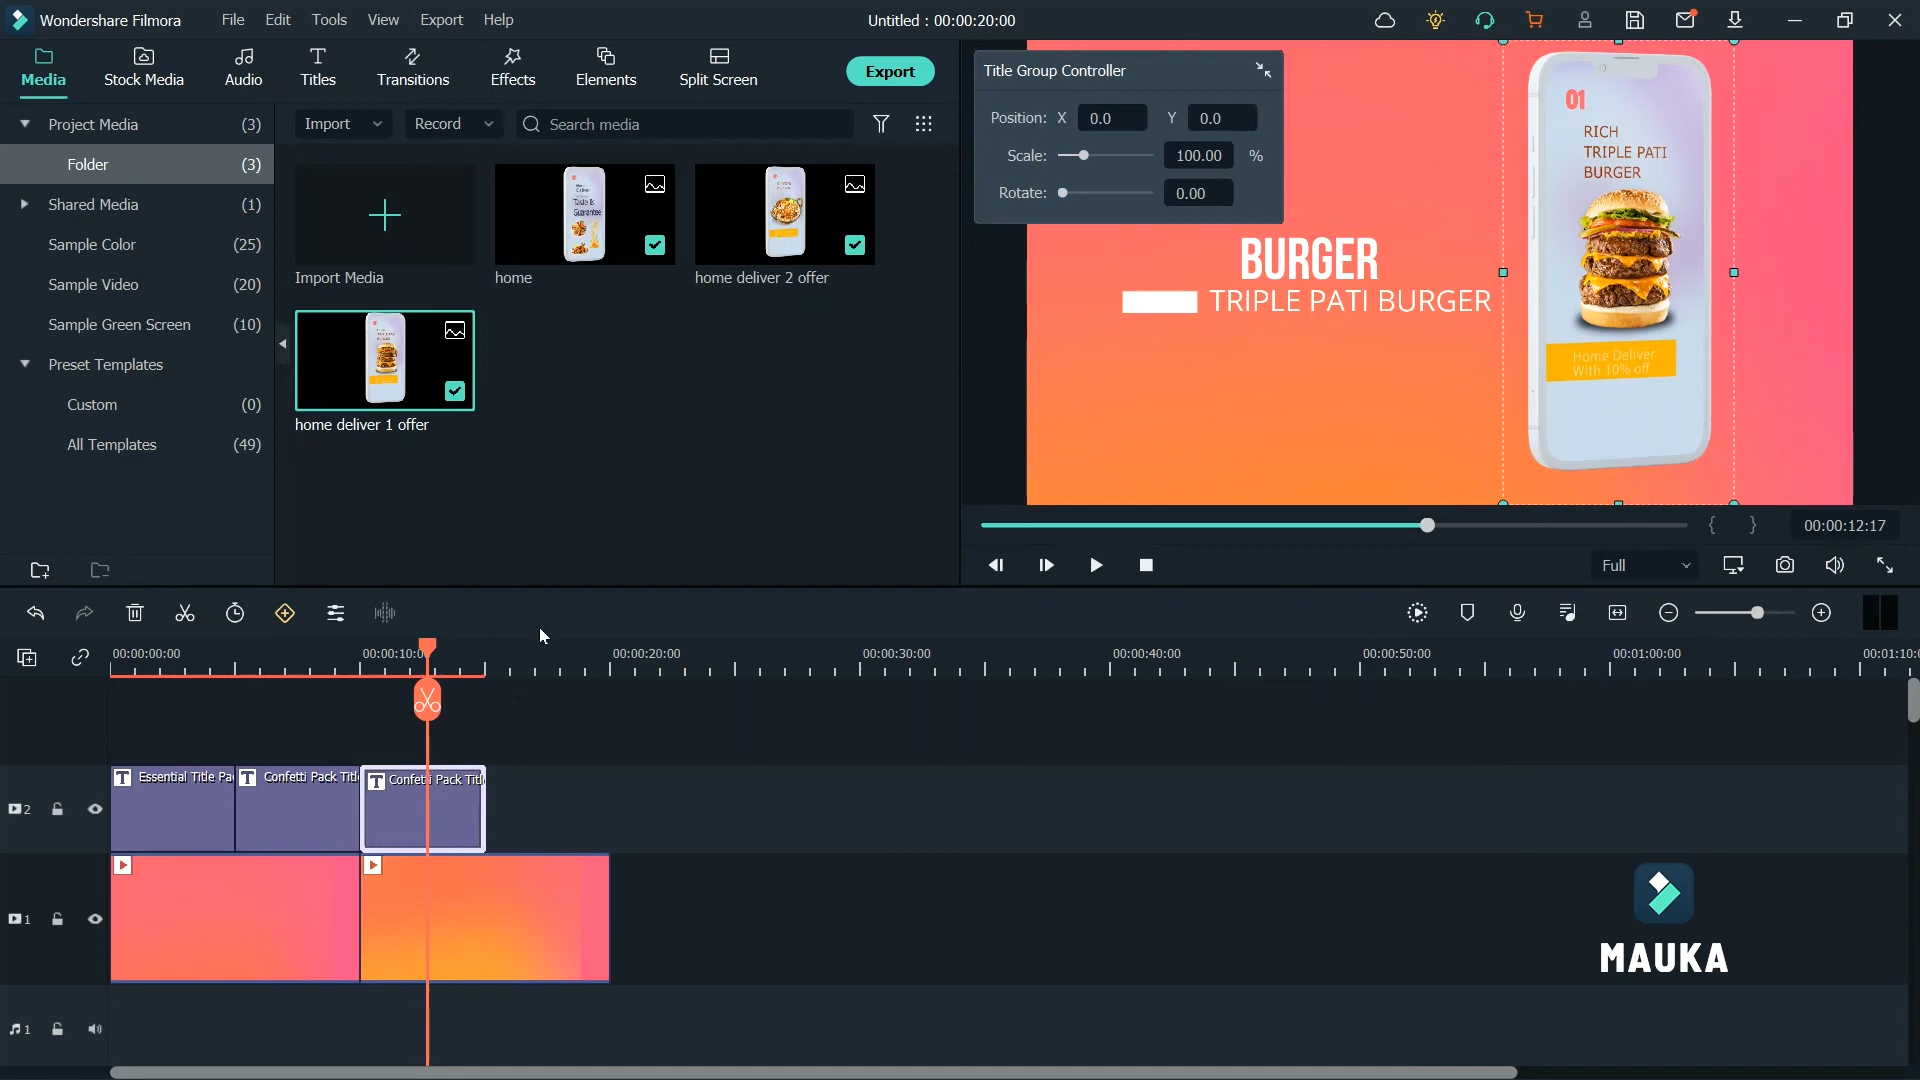 Wondershare Filmora
File
Edit
Tools
View
Export
Help
Untitled : 00:00:20:00
Media
Stock Media
Audio
Titles
Transitions
Effects
Elements
Split Screen
Export
Project Media (3)
Folder (3)
Shared Media (1)
Sample Color (25)
Sample Video (20)
Sample Green Screen (10)
Preset Templates
Custom (0)
All Templates (49)
Import
Record
Search media
Import Media
home
home deliver 2 offer
home deliver 1 offer
Title Group Controller
Position: X 0.0 Y 0.0
Scale: 100.00 %
Rotate: 0.00
BURGER
TRIPLE PATI BURGER
01
RICH
TRIPLE PATI
BURGER
Home Deliver
With 10% off
{ } 00:00:12:17
Full
00:00:00:00
00:00:10:0
00:00:20:00
00:00:30:00
00:00:40:00
00:00:50:00
00:01:00:00
00:01:10:0
2
T Essential Title Pa
T Confetti Pack Titl
T Confetti Pack Titl
1
1
MAUKA